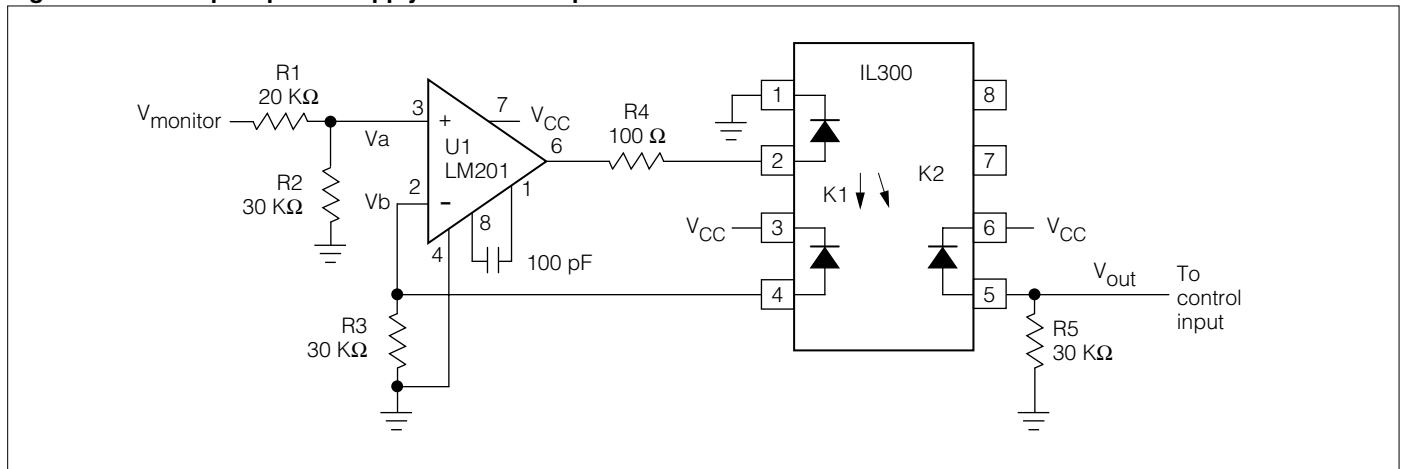 R1
20 KΩ
V_monitor
Va
R2
30 KΩ
3
+
7
V_CC
U1
LM201
6
2
Vb
-
8
1
4
100 pF
R3
30 KΩ
R4
100 Ω
IL300
1
8
2
7
K1
K2
V_CC
3
6
V_CC
4
5
V_out
To
control
input
R5
30 KΩ